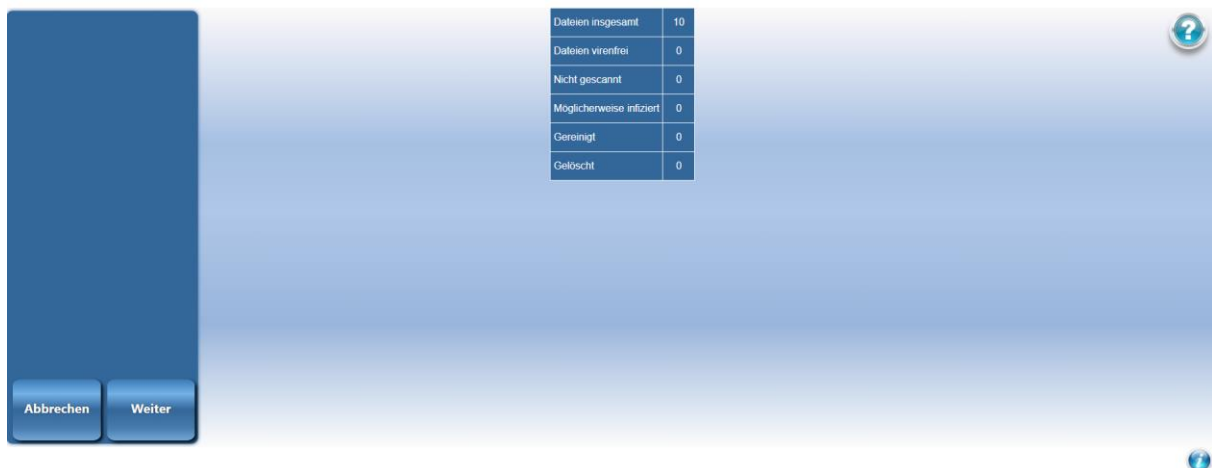 Dateien insgesamt 10
Dateien virenfrei 0
Nicht gescannt 0
Möglicherweise infiziert 0
Gereinigt 0
Gelöscht 0
Abbrechen Weiter